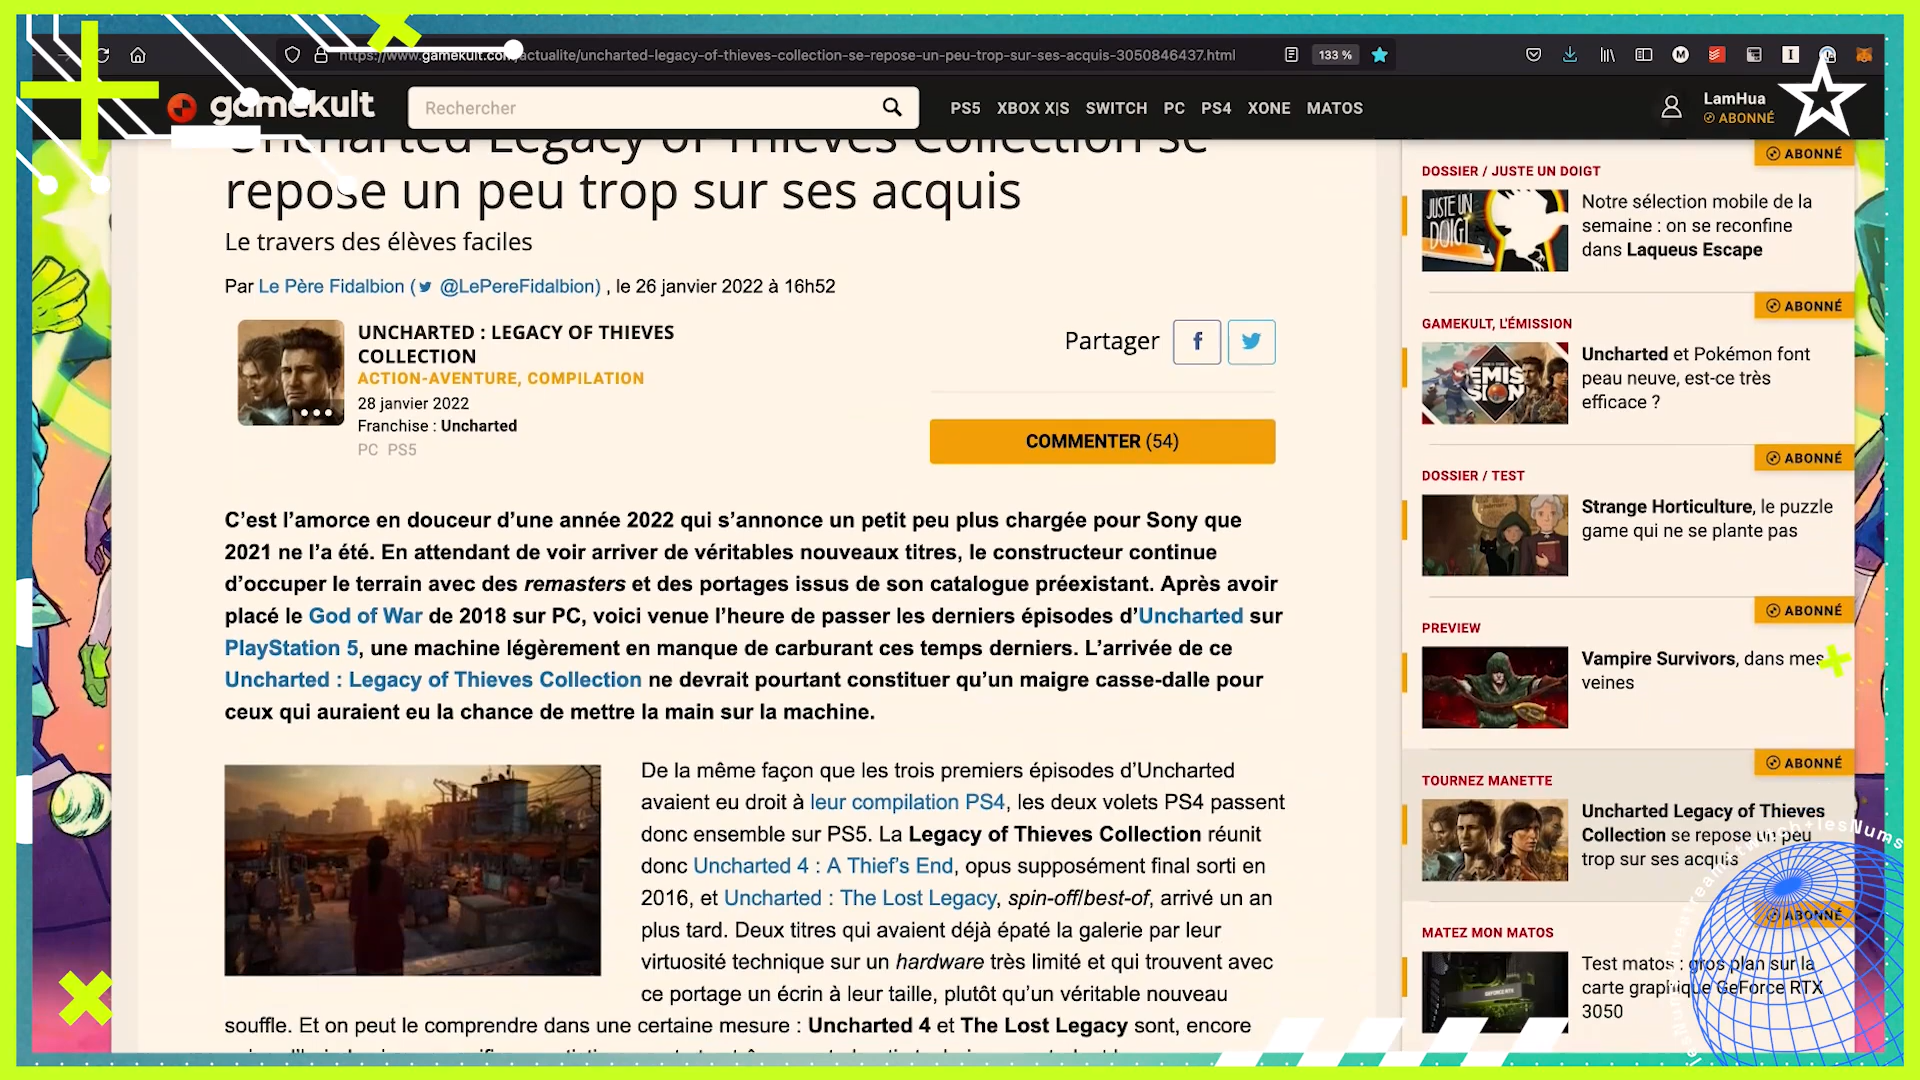 https://www.gamekult.com/actualite/uncharted-legacy-of-thieves-collection-se-repose-un-peu-trop-sur-ses-acquis-3050846437.html
133 %
gamekult
Rechercher
PS5 XBOX X|S SWITCH PC PS4 XONE MATOS
LamHua
ABONNÉ
Uncharted Legacy of Thieves Collection se
repose un peu trop sur ses acquis
Le travers des élèves faciles
Par Le Père Fidalbion ( @LePereFidalbion) , le 26 janvier 2022 à 16h52
UNCHARTED : LEGACY OF THIEVES
COLLECTION
ACTION-AVENTURE, COMPILATION
28 janvier 2022
Franchise : Uncharted
PC PS5
Partager
COMMENTER (54)
C’est l’amorce en douceur d’une année 2022 qui s’annonce un petit peu plus chargée pour Sony que
2021 ne l’a été. En attendant de voir arriver de véritables nouveaux titres, le constructeur continue
d’occuper le terrain avec des remasters et des portages issus de son catalogue préexistant. Après avoir
placé le God of War de 2018 sur PC, voici venue l’heure de passer les derniers épisodes d’Uncharted sur
PlayStation 5, une machine légèrement en manque de carburant ces temps derniers. L’arrivée de ce
Uncharted : Legacy of Thieves Collection ne devrait pourtant constituer qu’un maigre casse-dalle pour
ceux qui auraient eu la chance de mettre la main sur la machine.
De la même façon que les trois premiers épisodes d’Uncharted
avaient eu droit à leur compilation PS4, les deux volets PS4 passent
donc ensemble sur PS5. La Legacy of Thieves Collection réunit
donc Uncharted 4 : A Thief’s End, opus supposément final sorti en
2016, et Uncharted : The Lost Legacy, spin-off/best-of, arrivé un an
plus tard. Deux titres qui avaient déjà épaté la galerie par leur
virtuosité technique sur un hardware très limité et qui trouvent avec
ce portage un écrin à leur taille, plutôt qu’un véritable nouveau
souffle. Et on peut le comprendre dans une certaine mesure : Uncharted 4 et The Lost Legacy sont, encore
ABONNÉ
DOSSIER / JUSTE UN DOIGT
JUSTE UN
DOIGT
Notre sélection mobile de la
semaine : on se reconfine
dans Laqueus Escape
ABONNÉ
GAMEKULT, L'ÉMISSION
ÉMIS
SION
Uncharted et Pokémon font
peau neuve, est-ce très
efficace ?
ABONNÉ
DOSSIER / TEST
Strange Horticulture, le puzzle
game qui ne se plante pas
ABONNÉ
PREVIEW
Vampire Survivors, dans mes
veines
ABONNÉ
TOURNEZ MANETTE
Uncharted Legacy of Thieves
Collection se repose un peu
trop sur ses acquis
ABONNÉ
MATEZ MON MATOS
Test matos : gros plan sur la
carte graphique GeForce RTX
3050